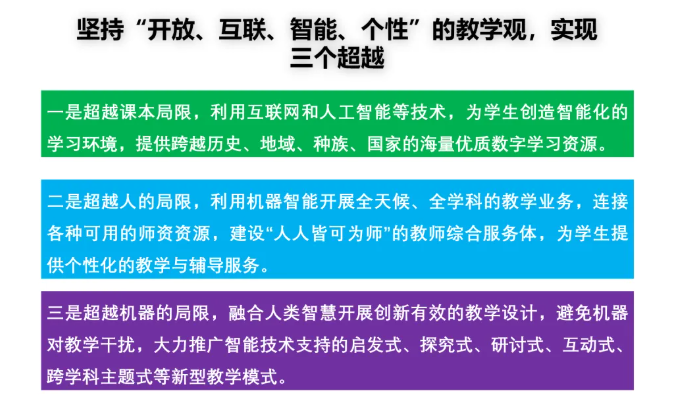 坚持“开放、互联、智能、个性”的教学观，实现
三个超越
一是超越课本局限，利用互联网和人工智能等技术，为学生创造智能化的
学习环境，提供跨越历史、地域、种族、国家的海量优质数字学习资源。
二是超越人的局限，利用机器智能开展全天候、全学科的教学业务，连接
各种可用的师资资源，建设“人人皆可为师”的教师综合服务体，为学生提
供个性化的教学与辅导服务。
三是超越机器的局限，融合人类智慧开展创新有效的教学设计，避免机器
对教学干扰，大力推广智能技术支持的启发式、探究式、研讨式、互动式、
跨学科主题式等新型教学模式。